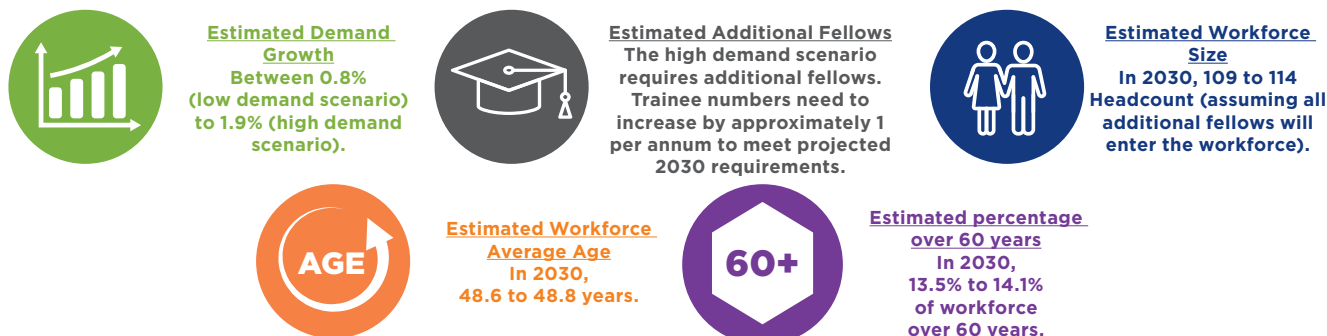 Estimated Demand
Growth
Between 0.8%
(low demand scenario)
to 1.9% (high demand
scenario).
Estimated Additional Fellows
The high demand scenario
requires additional fellows.
Trainee numbers need to
increase by approximately 1
per annum to meet projected
2030 requirements.
Estimated Workforce
Size
In 2030, 109 to 114
Headcount (assuming all
additional fellows will
enter the workforce).
AGE
Estimated Workforce
Average Age
In 2030,
48.6 to 48.8 years.
60+
Estimated percentage
over 60 years
In 2030,
13.5% to 14.1%
of workforce
over 60 years.